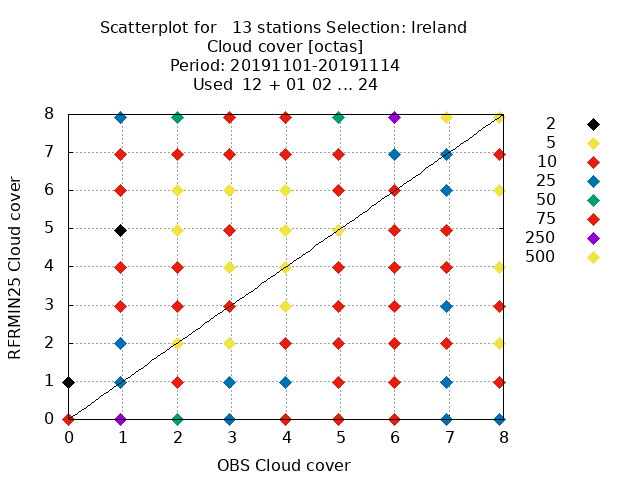 Scatterplot for 13 stations Selection: Ireland
Cloud cover [octas]
Period: 20191101-20191114
Used 12 + 01 02 ... 24
8
7
6
5
4
3
2
1
0
RFRMIN25 Cloud cover
0 1 2 3 4 5 6 7 8
OBS Cloud cover
2
5
10
25
50
75
250
500